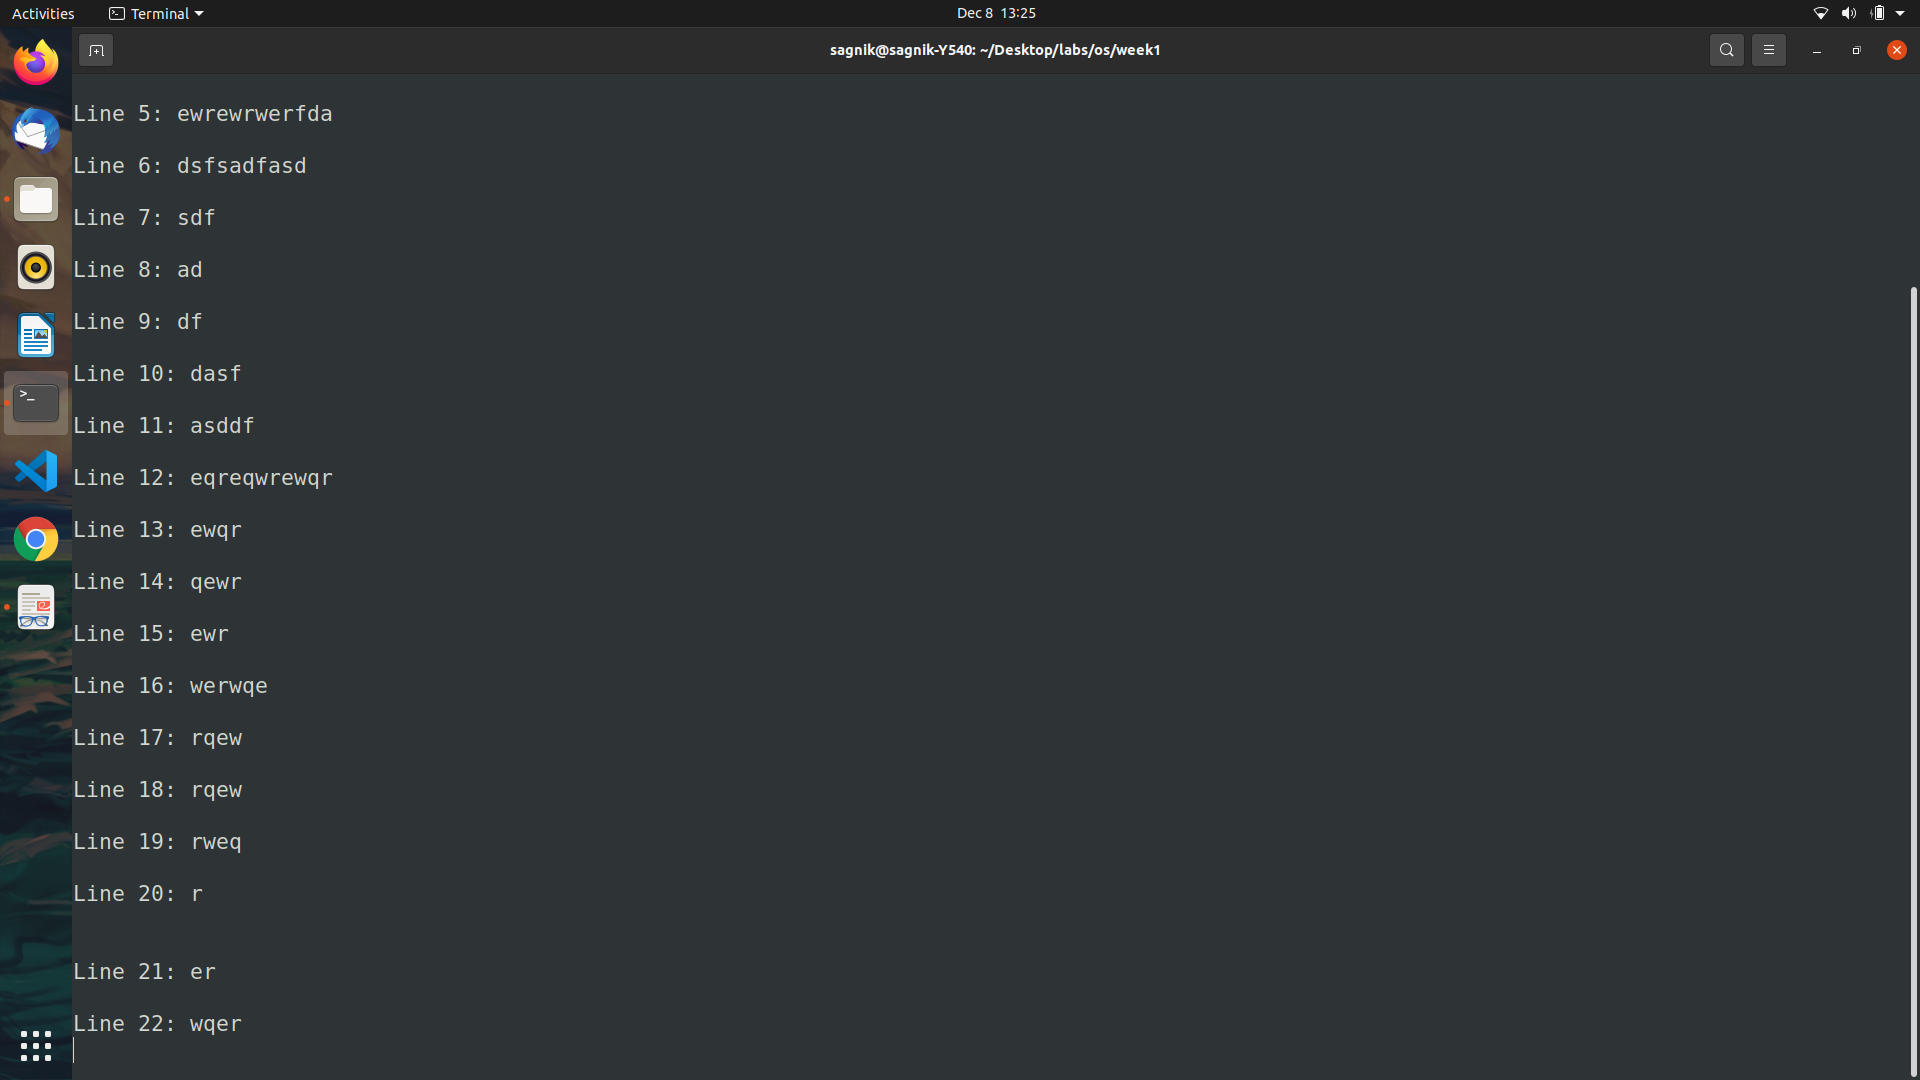 Activities Terminal Dec 8 13:25
sagnik@sagnik-Y540: ~/Desktop/labs/os/week1
Line 5: ewrewrwerfda
Line 6: dsfsadfasd
Line 7: sdf
Line 8: ad
Line 9: df
Line 10: dasf
Line 11: asddf
Line 12: eqreqwrewqr
Line 13: ewqr
Line 14: qewr
Line 15: ewr
Line 16: werwqe
Line 17: rqew
Line 18: rqew
Line 19: rweq
Line 20: r
Line 21: er
Line 22: wqer